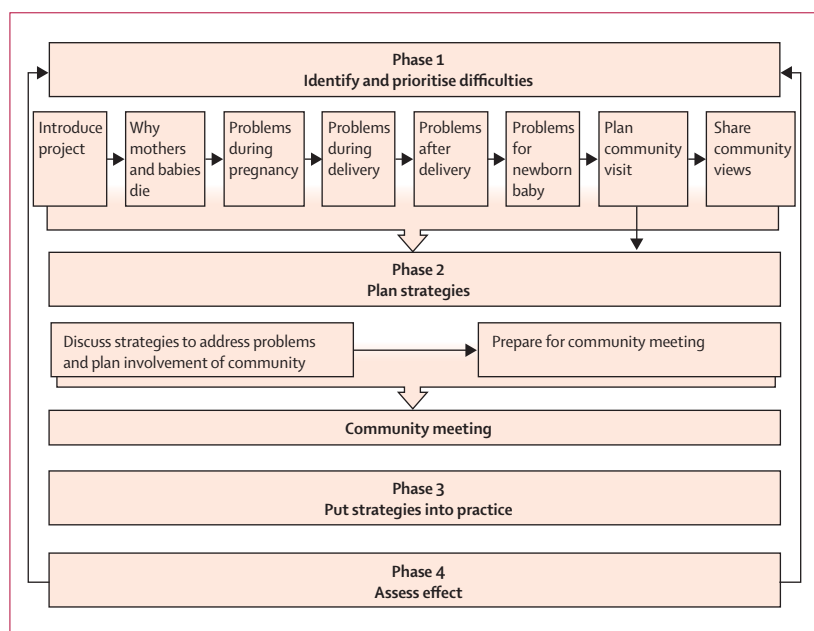 Phase 1
Identify and prioritise difficulties
Introduce
project
Why
mothers
and babies
die
Problems
during
pregnancy
Problems
during
delivery
Problems
after
delivery
Problems
for
newborn
baby
Plan
community
visit
Share
community
views
Phase 2
Plan strategies
Discuss strategies to address problems
and plan involvement of community
Prepare for community meeting
Community meeting
Phase 3
Put strategies into practice
Phase 4
Assess effect